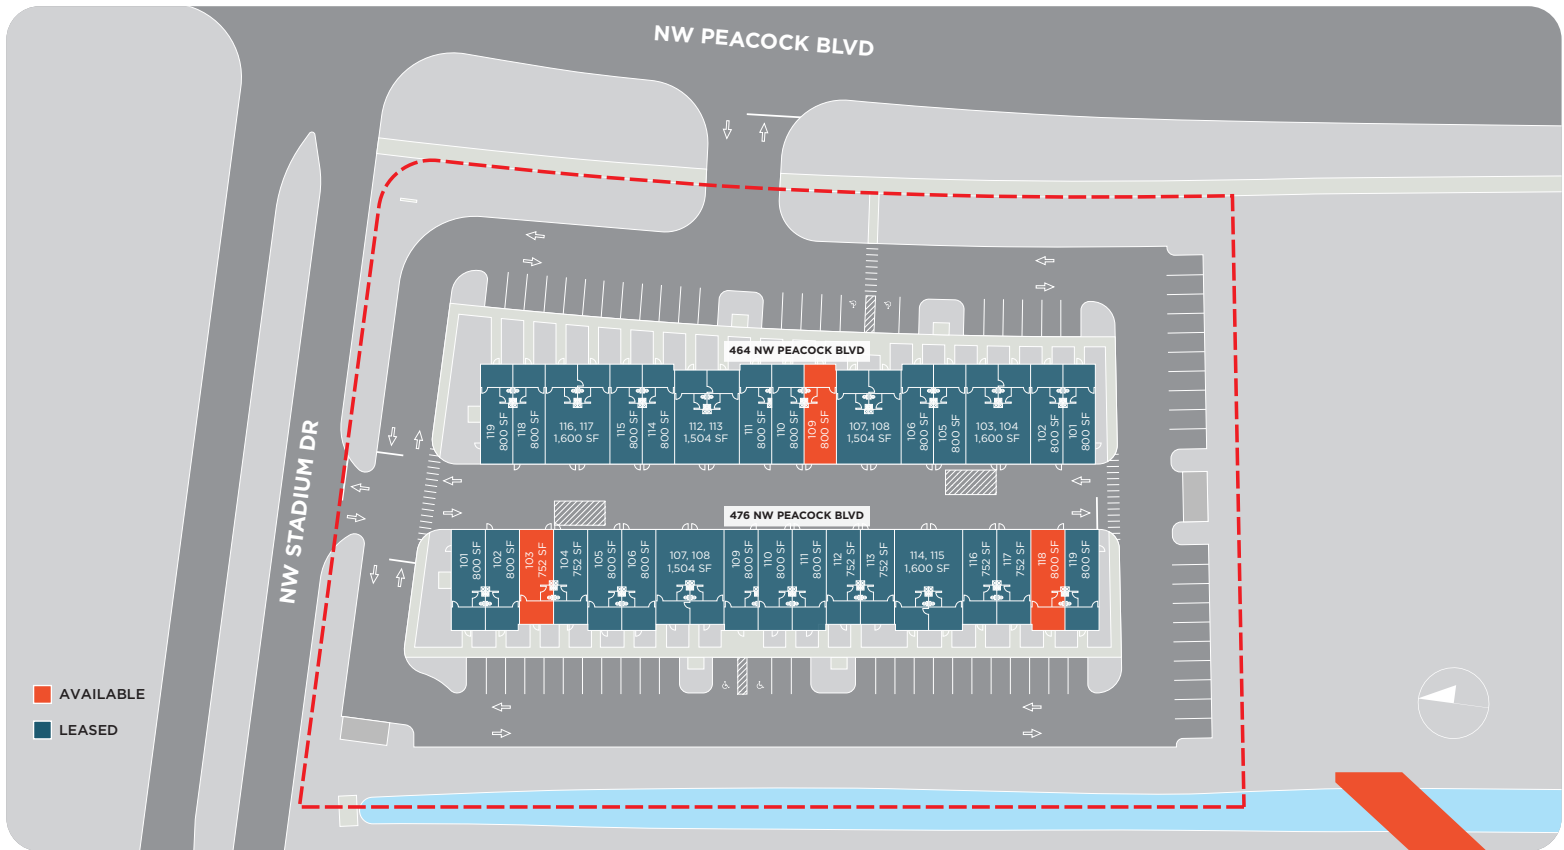 NW PEACOCK BLVD
NW STADIUM DR
464 NW PEACOCK BLVD
119
800 SF
118
800 SF
116, 117
1,600 SF
115
800 SF
114
800 SF
112, 113
1,504 SF
111
800 SF
110
800 SF
109
800 SF
107, 108
1,504 SF
106
800 SF
105
800 SF
103, 104
1,600 SF
102
800 SF
101
800 SF
476 NW PEACOCK BLVD
101
800 SF
102
800 SF
103
752 SF
104
752 SF
105
800 SF
106
800 SF
107, 108
1,504 SF
109
800 SF
110
800 SF
111
800 SF
112
752 SF
113
752 SF
114, 115
1,600 SF
116
752 SF
117
752 SF
118
800 SF
119
800 SF
AVAILABLE
LEASED